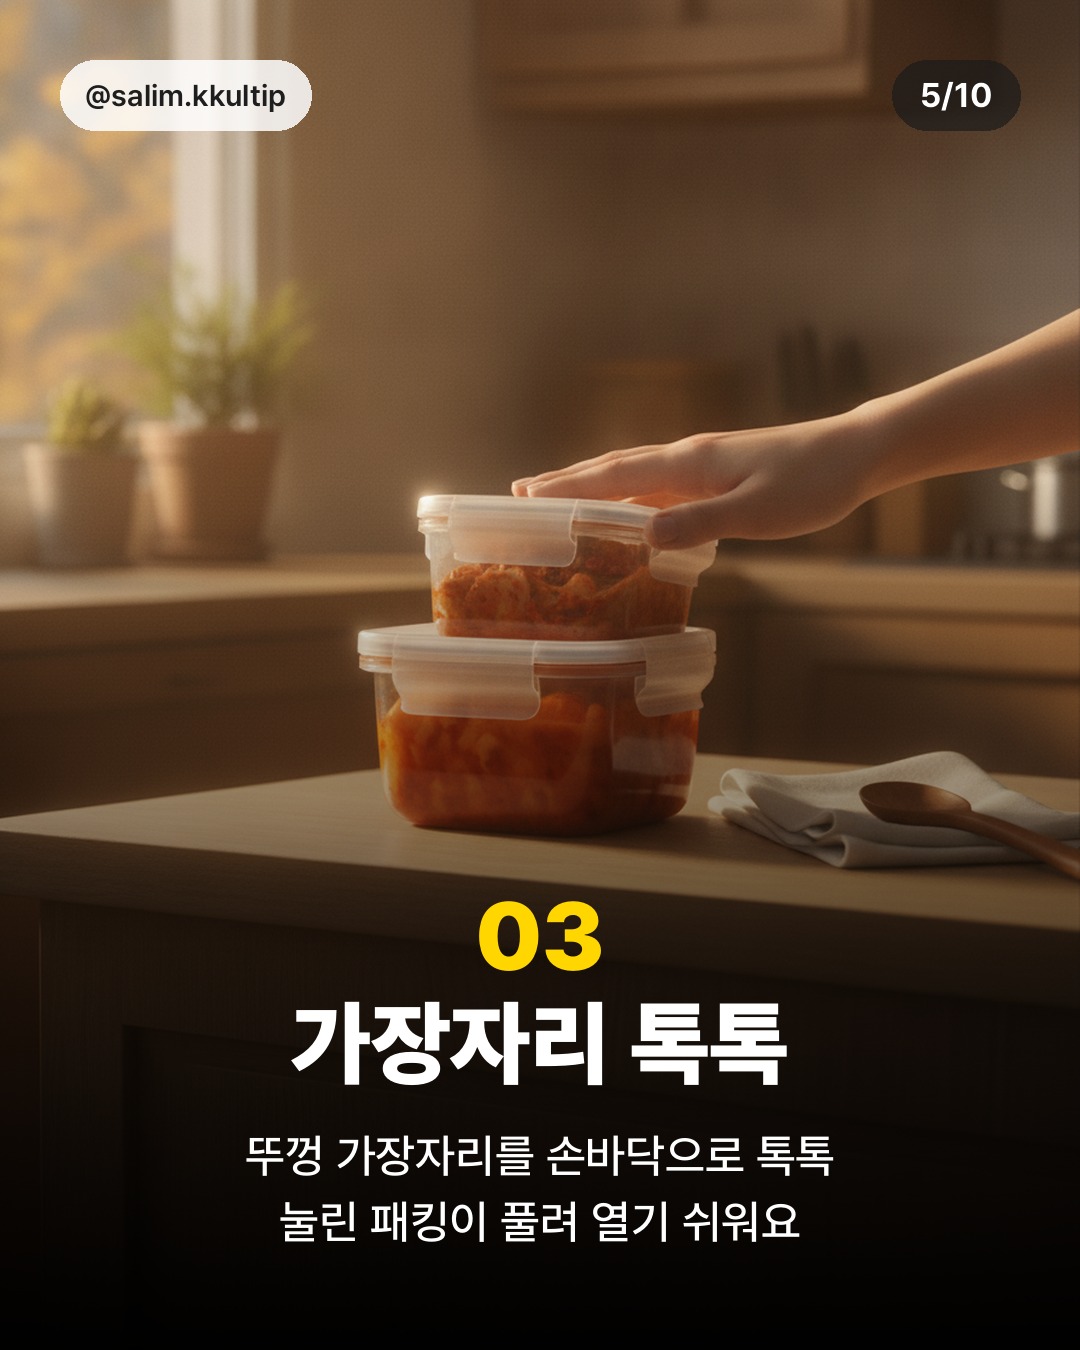 @salim.kkultip
5/10
03
가장자리 톡톡
뚜껑 가장자리를 손바닥으로 톡톡
눌린 패킹이 풀려 열기 쉬워요